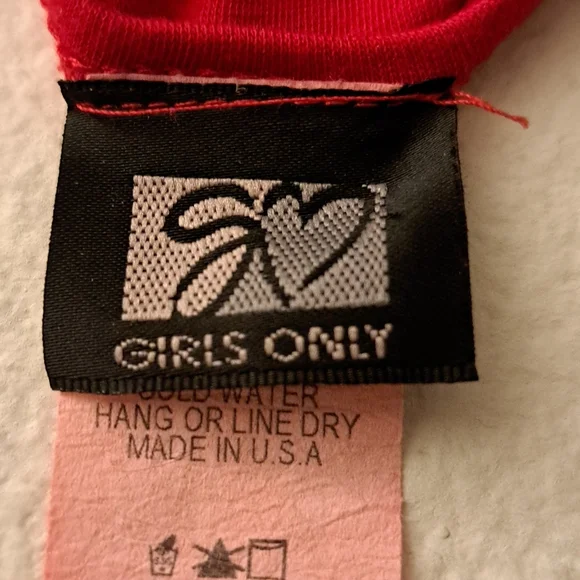 GIRLS ONLY
COLD WATER
HANG OR LINE DRY
MADE IN U.S.A